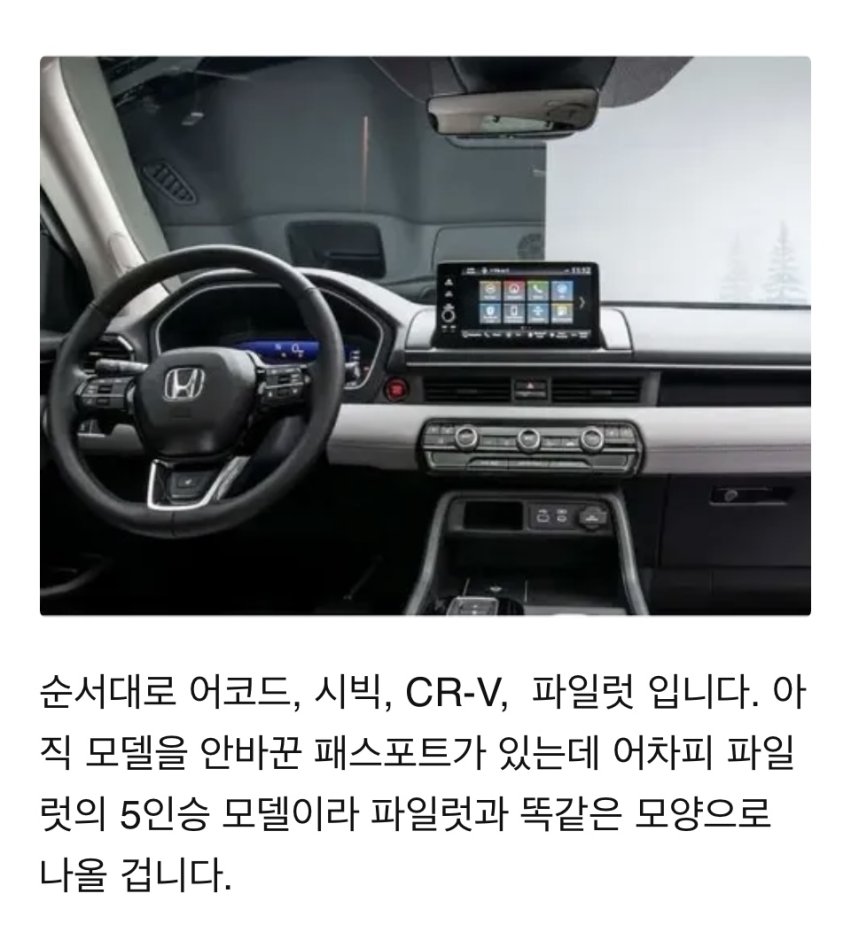 11:12
순서대로 어코드, 시빅, CR-V,  파일럿 입니다. 아
직 모델을 안바꾼 패스포트가 있는데 어차피 파일
럿의 5인승 모델이라 파일럿과 똑같은 모양으로
나올 겁니다.